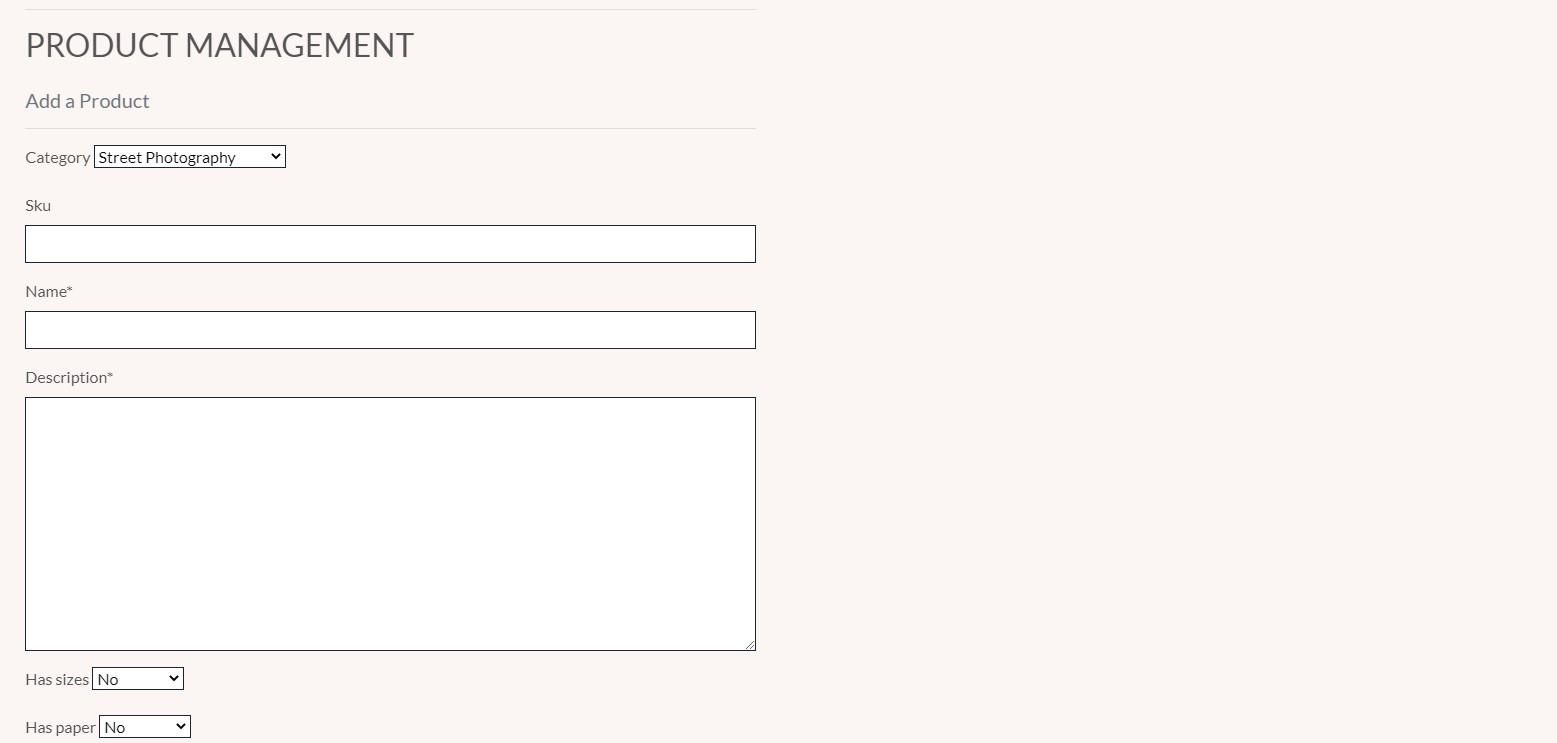 PRODUCT MANAGEMENT
Add a Product
Category Street Photography
Sku
Name*
Description*
Has sizes No
Has paper No